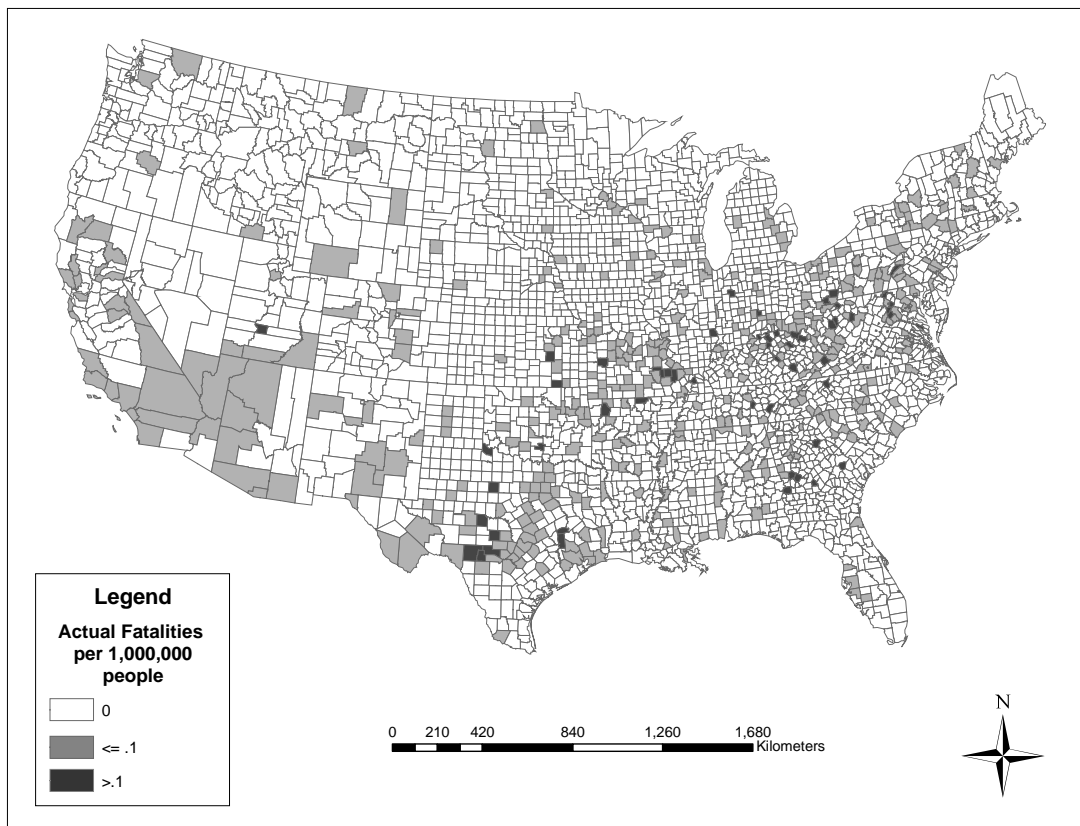 Legend
Actual Fatalities
per 1,000,000
people
0
<= .1
>.1
0 210 420 840 1,260 1,680
Kilometers
N